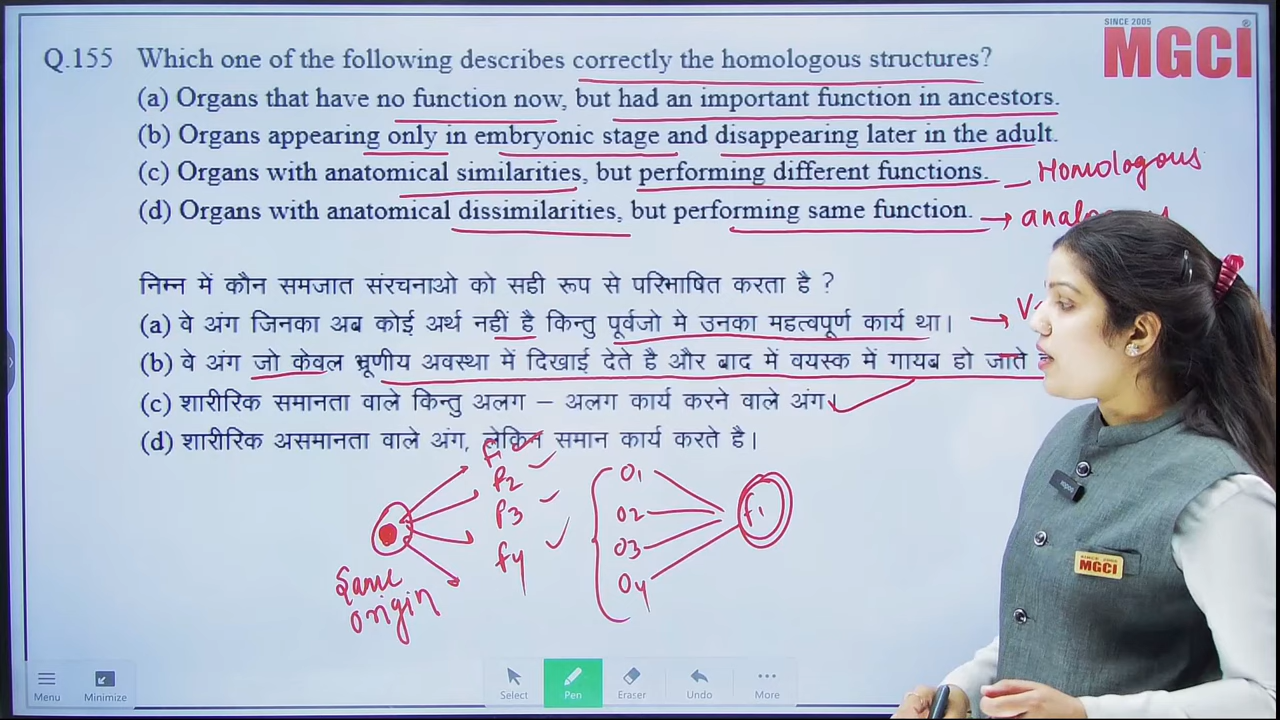 SINCE 2005
MGCI
Q.155 Which one of the following describes correctly the homologous structures?
(a) Organs that have no function now, but had an important function in ancestors.
(b) Organs appearing only in embryonic stage and disappearing later in the adult.
(c) Organs with anatomical similarities, but performing different functions. Homologous
(d) Organs with anatomical dissimilarities, but performing same function.
निम्न में कौन समजात संरचनाओ को सही रूप से परिभाषित करता है ?
(a) वे अंग जिनका अब कोई अर्थ नहीं है किन्तु पूर्वजो मे उनका महत्वपूर्ण कार्य था।
(b) वे अंग जो केवल भ्रूणीय अवस्था में दिखाई देते है और बाद में वयस्क में गायब डो जाते
(c) शारीरिक समानता वाले किन्तु अलग – अलग कार्य करने वाले अंग।
(d) शारीरिक असमानता वाले अंग, लेकिन समान कार्य करते है।
Same
origin
O1
O2
O3
O4
f1
MGCI
Menu Minimize Select Pen Eraser Undo More